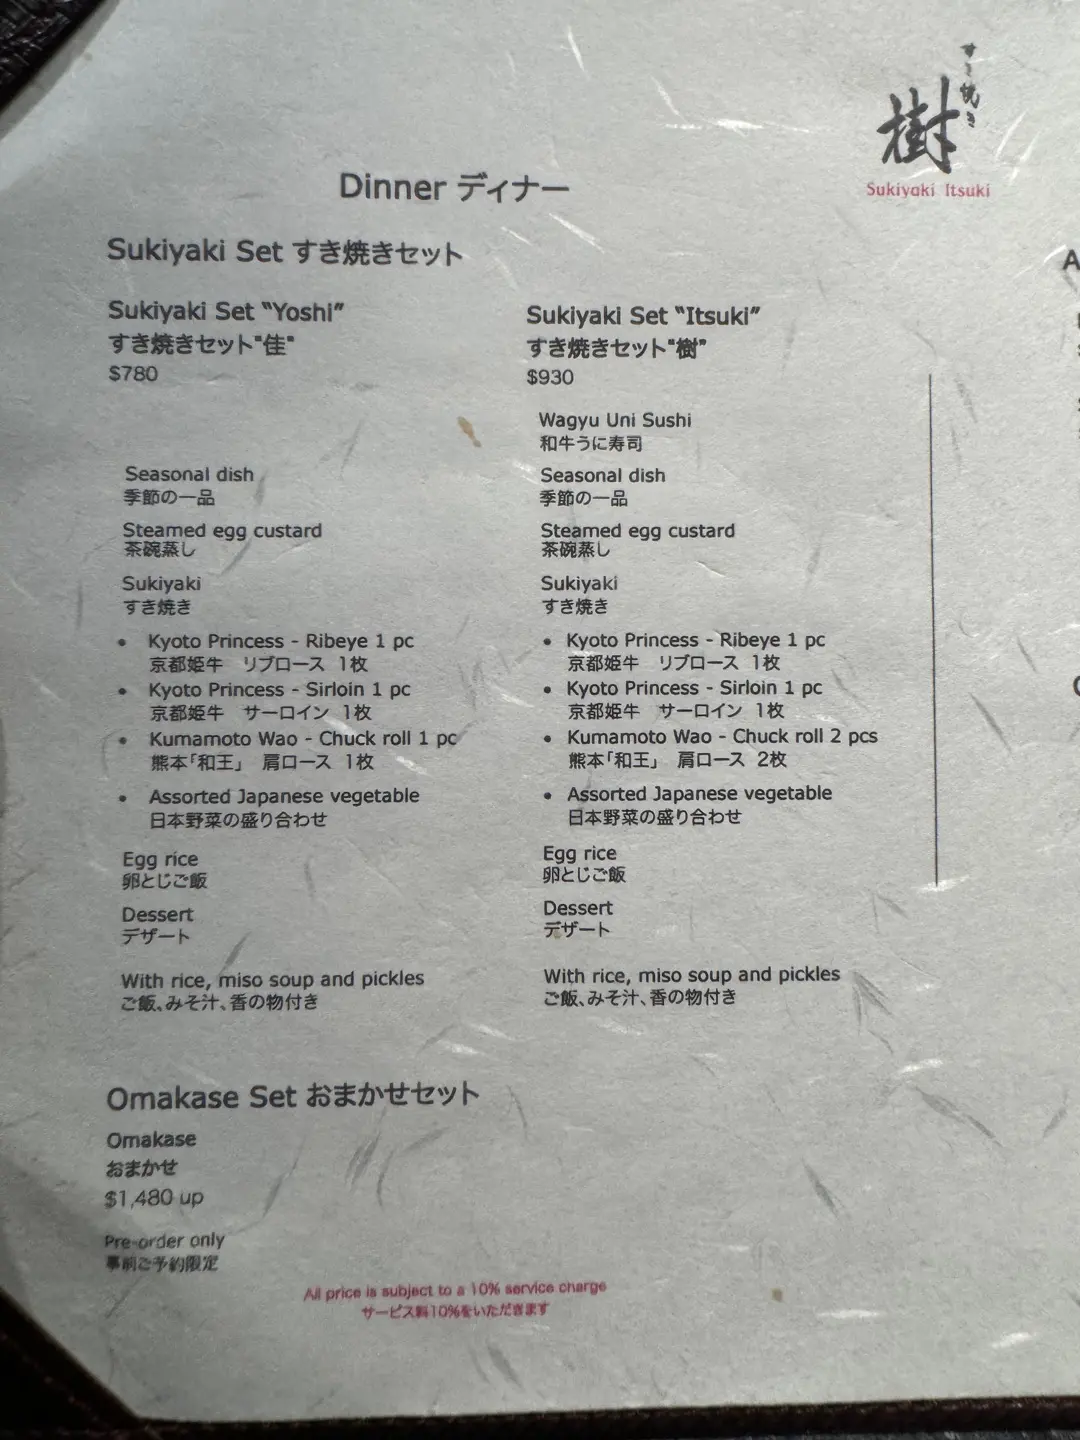 すき焼き
樹
Sukiyaki Itsuki
Dinner ディナー
Sukiyaki Set すき焼きセット
Sukiyaki Set “Yoshi”
すき焼きセット"佳"
$780
Seasonal dish
季節の一品
Steamed egg custard
茶碗蒸し
Sukiyaki
すき焼き
• Kyoto Princess - Ribeye 1 pc
京都姫牛 リブロース 1枚
• Kyoto Princess - Sirloin 1 pc
京都姫牛 サーロイン 1枚
• Kumamoto Wao - Chuck roll 1 pc
熊本「和王」 肩ロース 1枚
• Assorted Japanese vegetable
日本野菜の盛り合わせ
Egg rice
卵とじご飯
Dessert
デザート
With rice, miso soup and pickles
ご飯、みそ汁、香の物付き
Sukiyaki Set “Itsuki”
すき焼きセット"樹"
$930
Wagyu Uni Sushi
和牛うに寿司
Seasonal dish
季節の一品
Steamed egg custard
茶碗蒸し
Sukiyaki
すき焼き
• Kyoto Princess - Ribeye 1 pc
京都姫牛 リブロース 1枚
• Kyoto Princess - Sirloin 1 pc
京都姫牛 サーロイン 1枚
• Kumamoto Wao - Chuck roll 2 pcs
熊本「和王」 肩ロース 2枚
• Assorted Japanese vegetable
日本野菜の盛り合わせ
Egg rice
卵とじご飯
Dessert
デザート
With rice, miso soup and pickles
ご飯、みそ汁、香の物付き
Omakase Set おまかせセット
Omakase
おまかせ
$1,480 up
Pre-order only
事前ご予約限定
All price is subject to a 10% service charge
サービス料10%をいただきます